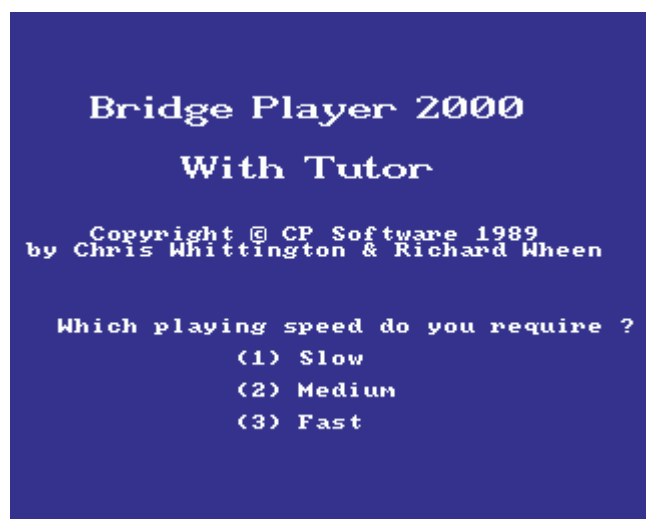 Bridge Player 2000
With Tutor
Copyright © CP Software 1989
by Chris Whittington & Richard Wheen
Which playing speed do you require ?
(1) Slow
(2) Medium
(3) Fast